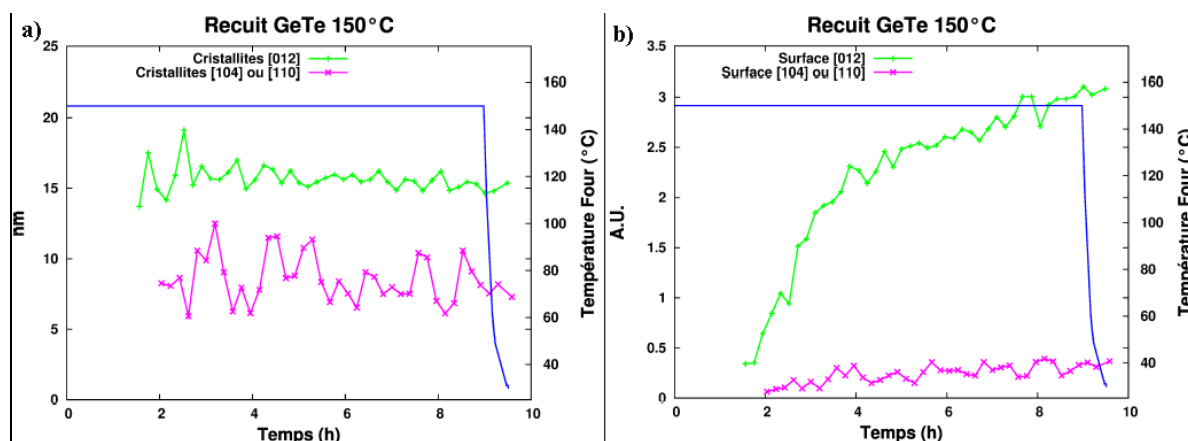 a)
Recuit GeTe 150°C
Cristallites [012]
Cristallites [104] ou [110]
25
20
15
10
5
0
nm
0 2 4 6 8 10
Temps (h)
160
140
120
100
80
60
40
Température Four (°C)
b)
Recuit GeTe 150°C
Surface [012]
Surface [104] ou [110]
3.5
3
2.5
2
1.5
1
0.5
0
A.U.
0 2 4 6 8 10
Temps (h)
160
140
120
100
80
60
40
Température Four (°C)